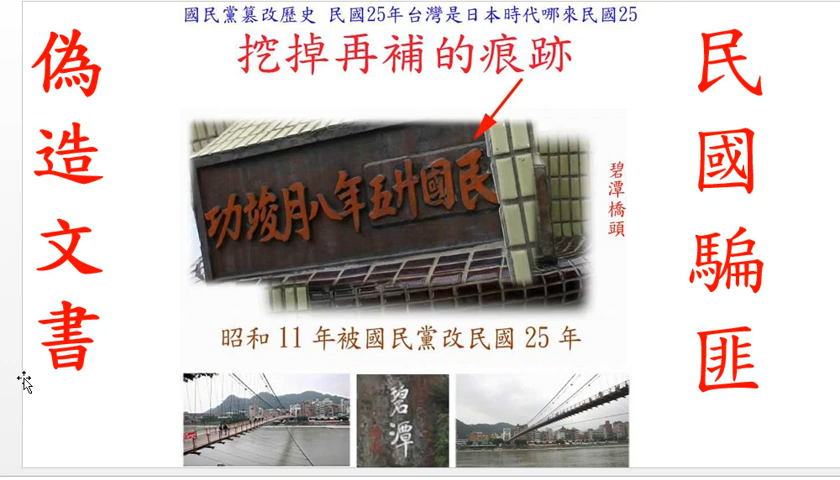 國民黨篡改歷史 民國25年台灣是日本時代哪來民國25
挖掉再補的痕跡
民國騙匪
偽造文書
民國廿五年八月竣功
碧潭橋頭
昭和 11 年被國民黨改民國 25 年
碧潭